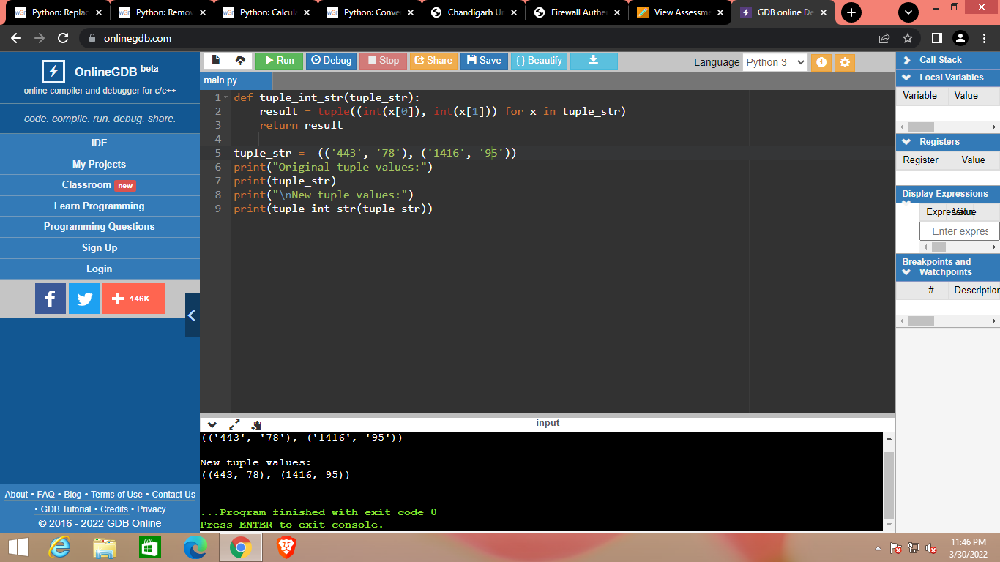 Python: Replac
Python: Remov
Python: Calcul
Python: Conve
Chandigarh Un
Firewall Authe
View Assessme
GDB online De
onlinegdb.com
OnlineGDB beta
online compiler and debugger for c/c++
code. compile. run. debug. share.
IDE
My Projects
Classroom new
Learn Programming
Programming Questions
Sign Up
Login
146K
About • FAQ • Blog • Terms of Use • Contact Us
• GDB Tutorial • Credits • Privacy
© 2016 - 2022 GDB Online
Run Debug Stop Share Save { } Beautify
Language Python 3
main.py
1 def tuple_int_str(tuple_str):
2 result = tuple((int(x[0]), int(x[1])) for x in tuple_str)
3 return result
4
5 tuple_str =  (('443', '78'), ('1416', '95'))
6 print("Original tuple values:")
7 print(tuple_str)
8 print("\nNew tuple values:")
9 print(tuple_int_str(tuple_str))
input
(('443', '78'), ('1416', '95'))
New tuple values:
((443, 78), (1416, 95))
...Program finished with exit code 0
Press ENTER to exit console.
Call Stack
Local Variables
Variable Value
Registers
Register Value
Display Expressions
Expression Value
Enter expres
Breakpoints and
Watchpoints
# Description
11:46 PM
3/30/2022